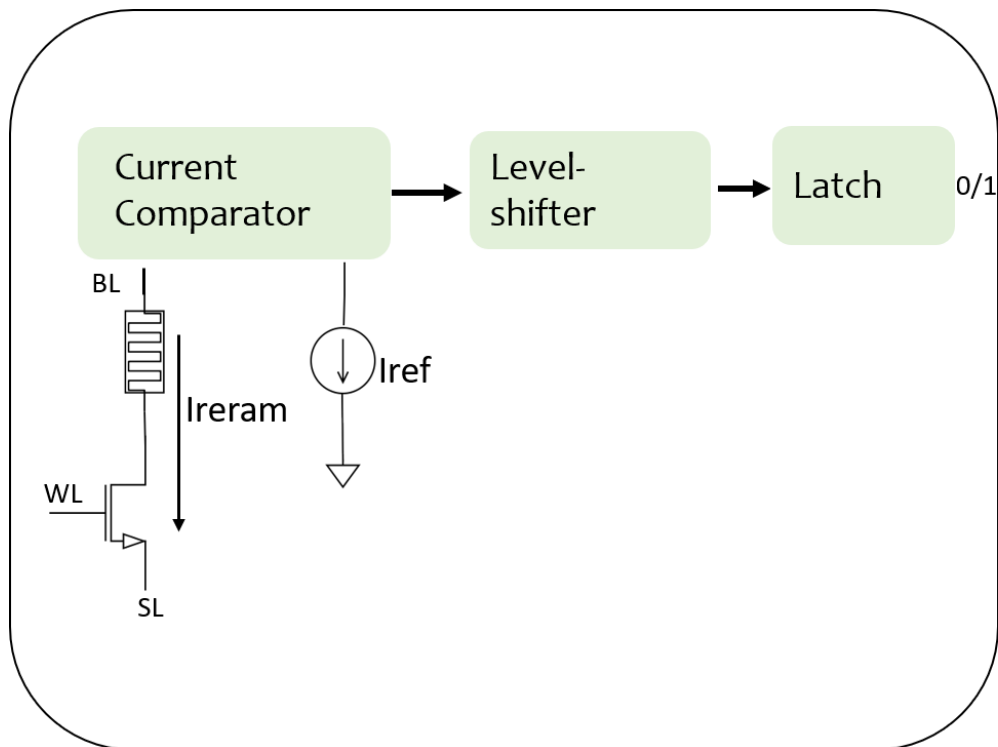 Current
Comparator
Level-
shifter
Latch
0/1
BL
Ireram
Iref
WL
SL